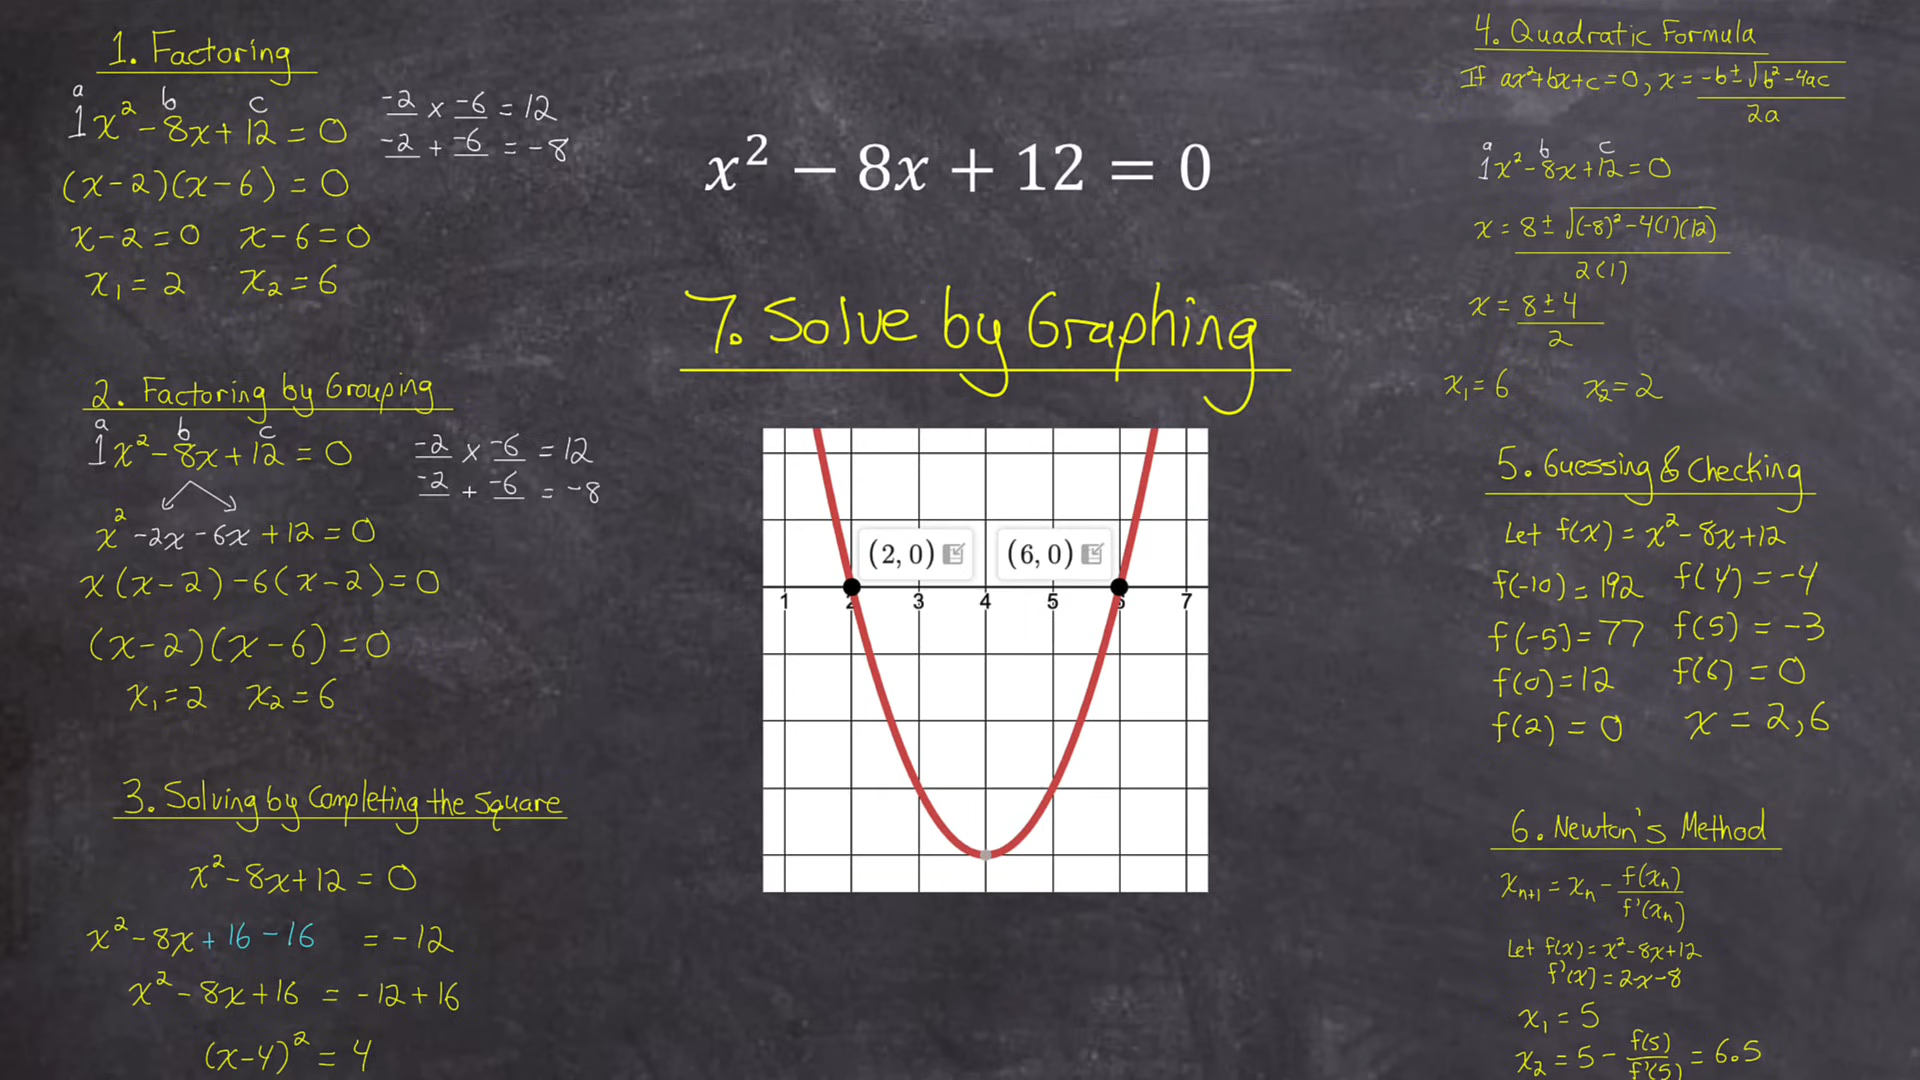 1. Factoring
a b c
1x² - 8x + 12 = 0
-2 × -6 = 12
-2 + -6 = -8
(x-2)(x-6) = 0
x-2=0 x-6=0
x₁ = 2 x₂ = 6
2. Factoring by Grouping
a b c
1x² - 8x + 12 = 0
-2 × -6 = 12
-2 + -6 = -8
x² -2x -6x +12 = 0
x(x-2) -6(x-2) = 0
(x-2)(x-6) = 0
x₁=2 x₂=6
3. Solving by Completing the Square
x² - 8x + 12 = 0
x² - 8x + 16 - 16 = -12
x² - 8x + 16 = -12 + 16
(x-4)² = 4
x² − 8x + 12 = 0
7. Solve by Graphing
(2, 0) (6, 0)
1 2 3 4 5 6 7
4. Quadratic Formula
If ax²+bx+c=0, x = -b ± √b²-4ac
2a
a b c
1x² - 8x + 12 = 0
x = 8 ± √(-8)² - 4(1)(12)
2(1)
x = 8 ± 4
2
x₁ = 6 x₂ = 2
5. Guessing & Checking
Let f(x) = x² - 8x + 12
f(-10) = 192 f(4) = -4
f(-5) = 77 f(5) = -3
f(0) = 12 f(6) = 0
f(2) = 0 x = 2, 6
6. Newton's Method
xₙ₊₁ = xₙ - f(xₙ)
f'(xₙ)
Let f(x) = x² - 8x + 12
f'(x) = 2x - 8
x₁ = 5
x₂ = 5 - f(5) = 6.5
f'(5)